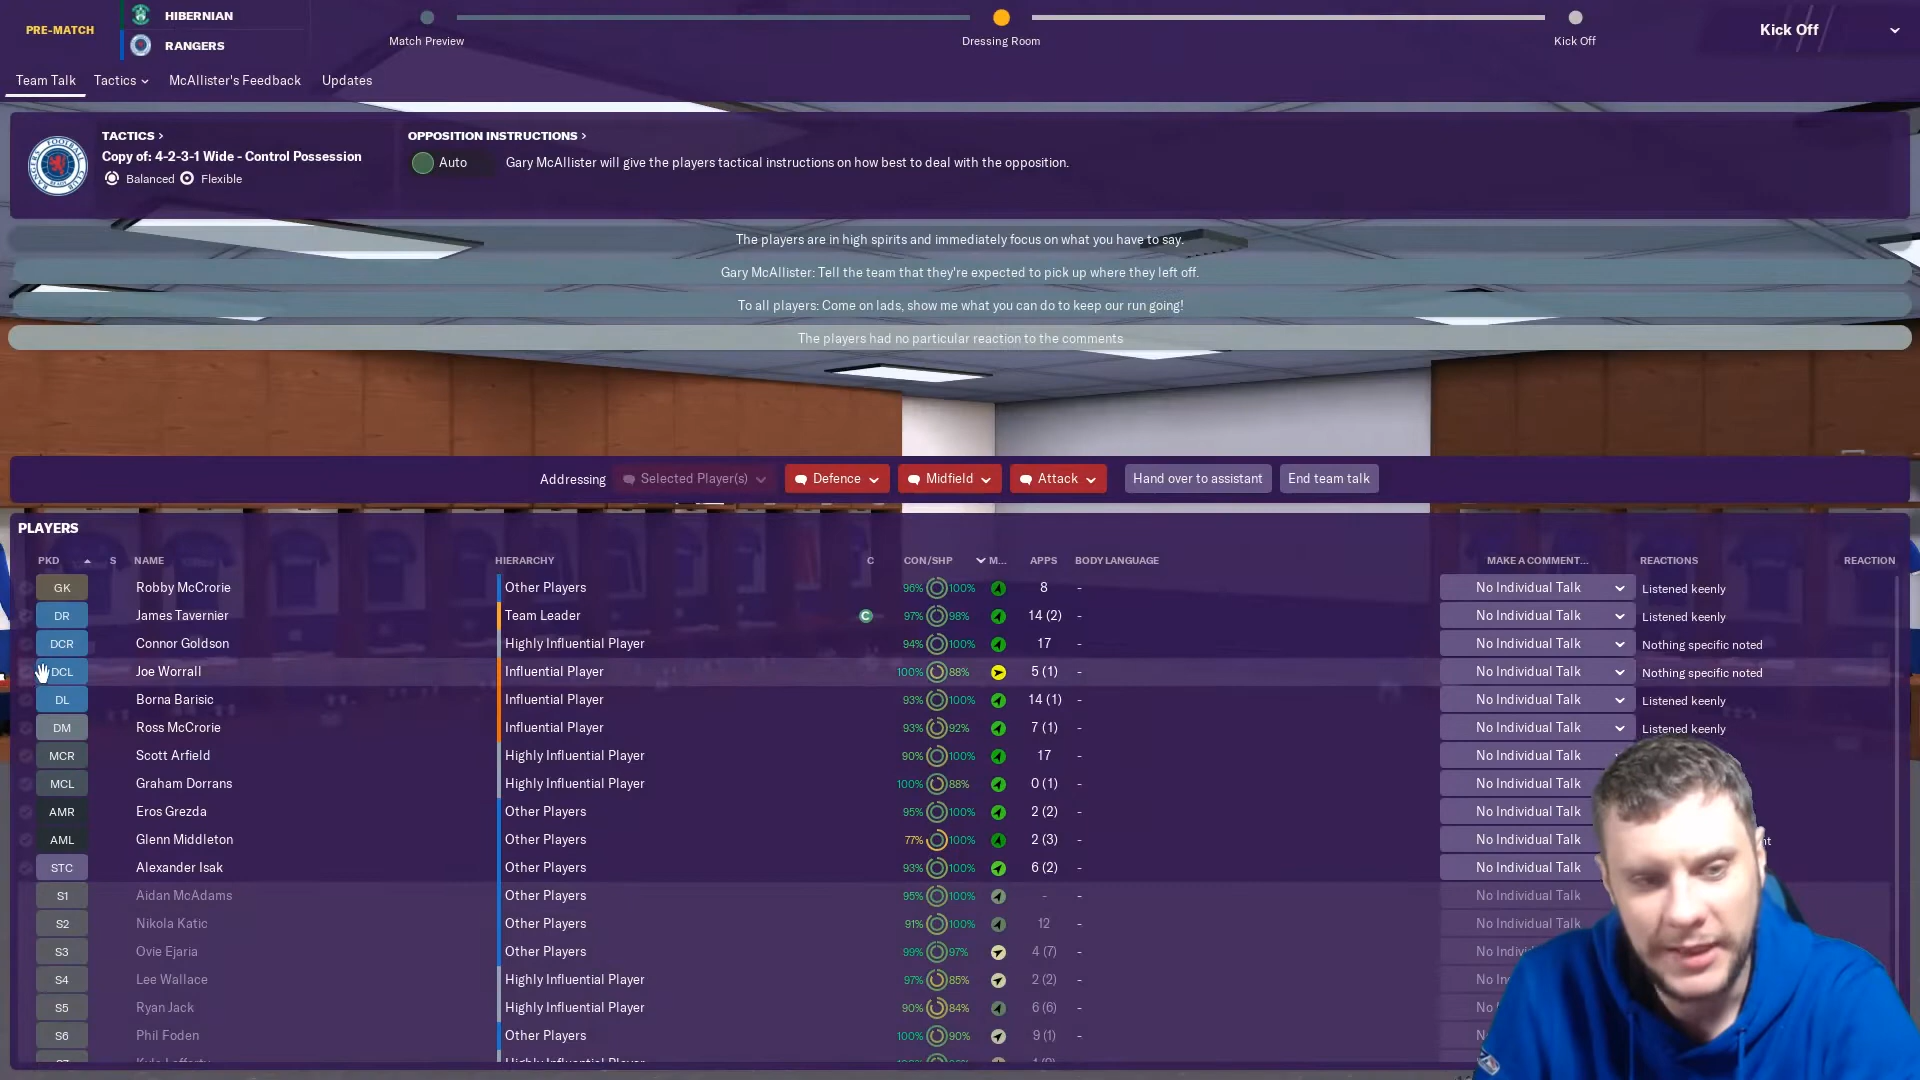 PRE-MATCH
HIBERNIAN
RANGERS
Match Preview
Dressing Room
Kick Off
Kick Off
Team Talk Tactics McAllister's Feedback Updates
TACTICS >
Copy of: 4-2-3-1 Wide - Control Possession
Balanced Flexible
OPPOSITION INSTRUCTIONS >
Auto Gary McAllister will give the players tactical instructions on how best to deal with the opposition.
The players are in high spirits and immediately focus on what you have to say.
Gary McAllister: Tell the team that they're expected to pick up where they left off.
To all players: Come on lads, show me what you can do to keep our run going!
The players had no particular reaction to the comments
Addressing Selected Player(s) Defence Midfield Attack Hand over to assistant End team talk
PLAYERS
PKD S NAME HIERARCHY C CON/SHP M... APPS BODY LANGUAGE MAKE A COMMENT... REACTIONS REACTION
GK Robby McCrorie Other Players 96% 100% 8 - No Individual Talk Listened keenly
DR James Tavernier Team Leader C 97% 98% 14 (2) - No Individual Talk Listened keenly
DCR Connor Goldson Highly Influential Player 94% 100% 17 - No Individual Talk Nothing specific noted
DCL Joe Worrall Influential Player 100% 88% 5 (1) - No Individual Talk Nothing specific noted
DL Borna Barisic Influential Player 93% 100% 14 (1) - No Individual Talk Listened keenly
DM Ross McCrorie Influential Player 93% 92% 7 (1) - No Individual Talk Listened keenly
MCR Scott Arfield Highly Influential Player 90% 100% 17 - No Individual Talk
MCL Graham Dorrans Highly Influential Player 100% 88% 0 (1) - No Individual Talk
AMR Eros Grezda Other Players 95% 100% 2 (2) - No Individual Talk
AML Glenn Middleton Other Players 77% 100% 2 (3) - No Individual Talk
STC Alexander Isak Other Players 93% 100% 6 (2) - No Individual Talk
S1 Aidan McAdams Other Players 95% 100% - - No Individual Talk
S2 Nikola Katic Other Players 91% 100% 12 - No Individual Talk
S3 Ovie Ejaria Other Players 99% 97% 4 (7) - No
S4 Lee Wallace Highly Influential Player 97% 85% 2 (2) - No
S5 Ryan Jack Highly Influential Player 90% 84% 6 (6) - No
S6 Phil Foden Other Players 100% 90% 9 (1) -
Highly Influential Player